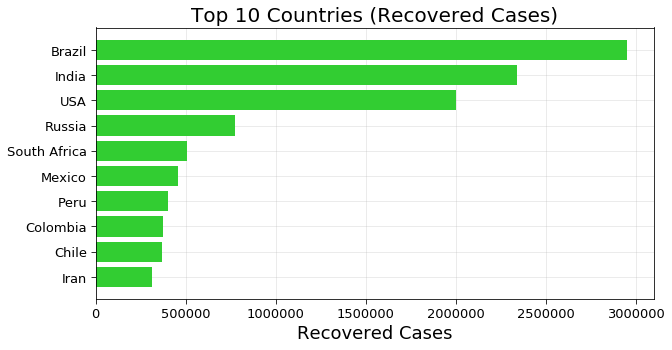 Top 10 Countries (Recovered Cases)
Brazil
India
USA
Russia
South Africa
Mexico
Peru
Colombia
Chile
Iran
0 500000 1000000 1500000 2000000 2500000 3000000
Recovered Cases